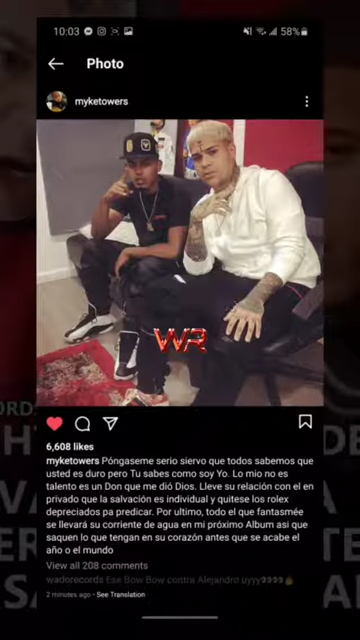 10:03
58%
Photo
myketowers
WR
6,608 likes
myketowers Póngaseme serio siervo que todos sabemos que
usted es duro pero Tu sabes como soy Yo. Lo mio no es
talento es un Don que me dió Dios. Lleve su relación con el en
privado que la salvación es individual y quitese los rolex
depreciados pa predicar. Por ultimo, todo el que fantasmée
se llevará su corriente de agua en mi próximo Album asi que
saquen lo que tengan en su corazón antes que se acabe el
año o el mundo
View all 208 comments
wadorecords Ese Bow Bow contra Alejandro uyyy
2 minutes ago • See Translation